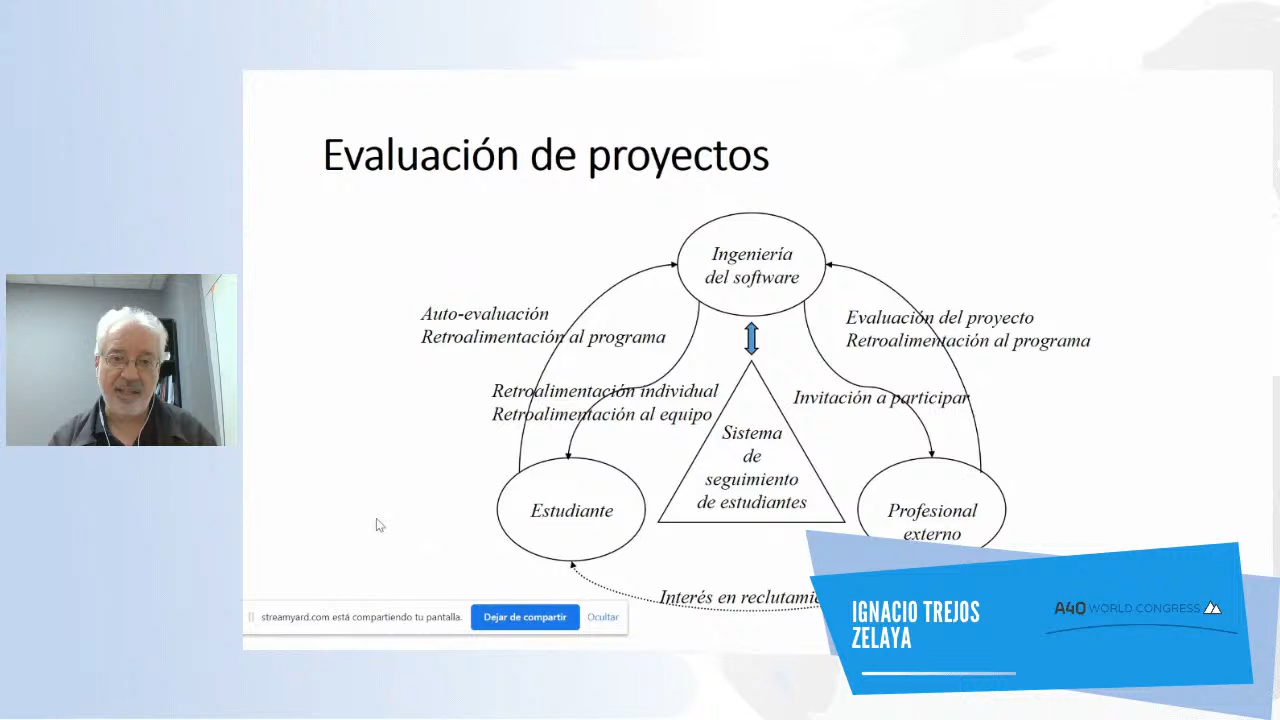 Evaluación de proyectos
Ingeniería
del software
Auto-evaluación
Retroalimentación al programa
Evaluación del proyecto
Retroalimentación al programa
Retroalimentación individual
Retroalimentación al equipo
Invitación a participar
Sistema
de
seguimiento
de estudiantes
Estudiante
Profesional
externo
Interés en
streamyard.com está compartiendo tu pantalla.
Dejar de compartir
Ocultar
IGNACIO TREJOS
ZELAYA
A40 WORLD CONGRESS